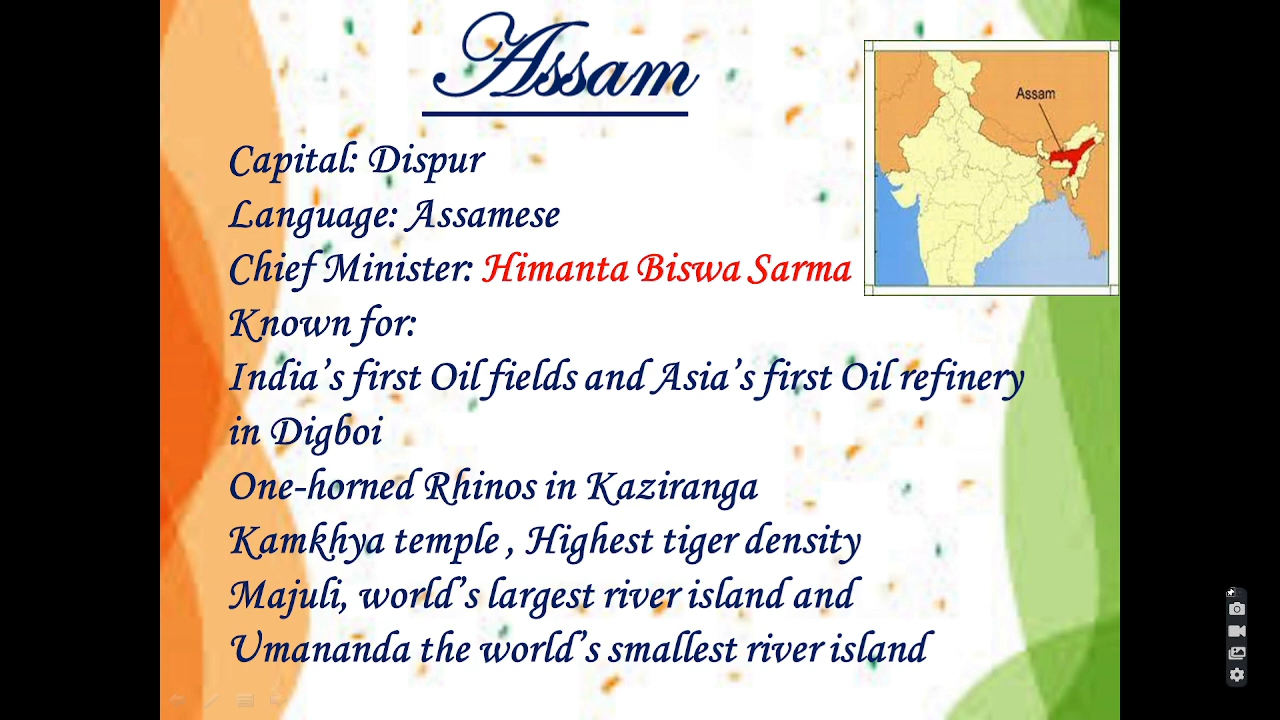 Assam
Assam
Capital: Dispur
Language: Assamese
Chief Minister: Himanta Biswa Sarma
Known for:
India’s first Oil fields and Asia’s first Oil refinery
in Digboi
One-horned Rhinos in Kaziranga
Kamkhya temple , Highest tiger density
Majuli, world’s largest river island and
Umananda the world’s smallest river island